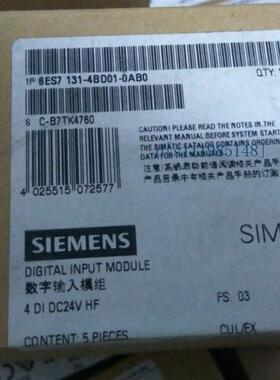 1P 6ES7 131-4BD01-0AB0
QTY:
S C-B7TK4760
CAUTION! PLEASE READ THE NOTES IN THE
MANUAL BEFORE SYSTEM START
THE SIMATIC CATALOG CONTAINS ORDERING
DATA FOR THE MANUALS
4 025515 072577
SIEMENS
SIM
DIGITAL INPUT MODULE
数字输入模组
4 DI DC24V HF
FS: 03
CONTENT: 5 PIECES
CUL/EX